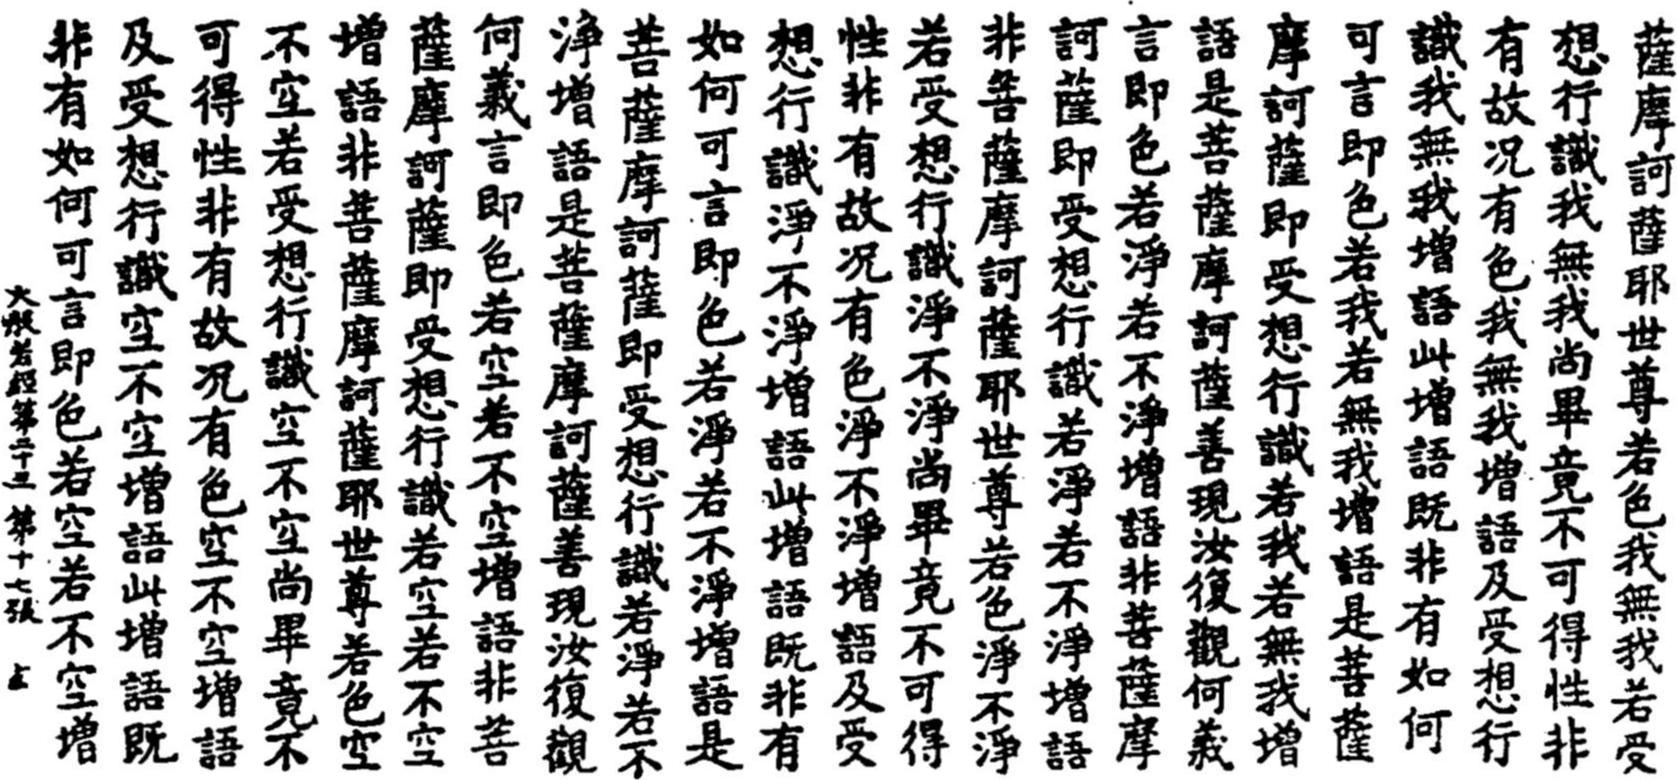 薩摩訶薩耶世尊若色我無我若受
想行識我無我尚畢竟不可得性非
有故况有色我無我增語及受想行
識我無我增語此增語既非有如何
可言即色若我若無我增語是菩薩
摩訶薩即受想行識若我若無我增
語是菩薩摩訶薩善現汝復觀何義
言即色若淨若不淨增語非菩薩摩
訶薩即受想行識若淨若不淨增語
非菩薩摩訶薩耶世尊若色淨不淨
若受想行識淨不淨尚畢竟不可得
性非有故况有色淨不淨增語及受
想行識淨不淨增語此增語既非有
如何可言即色若淨若不淨增語是
菩薩摩訶薩即受想行識若淨若不
淨增語是菩薩摩訶薩善現汝復觀
何義言即色若空若不空增語非菩
薩摩訶薩即受想行識若空若不空
增語非菩薩摩訶薩耶世尊若色空
不空若受想行識空不空尚畢竟不
可得性非有故况有色空不空增語
及受想行識空不空增語此增語既
非有如何可言即色若空若不空增
大般若經第二十三 第十七張